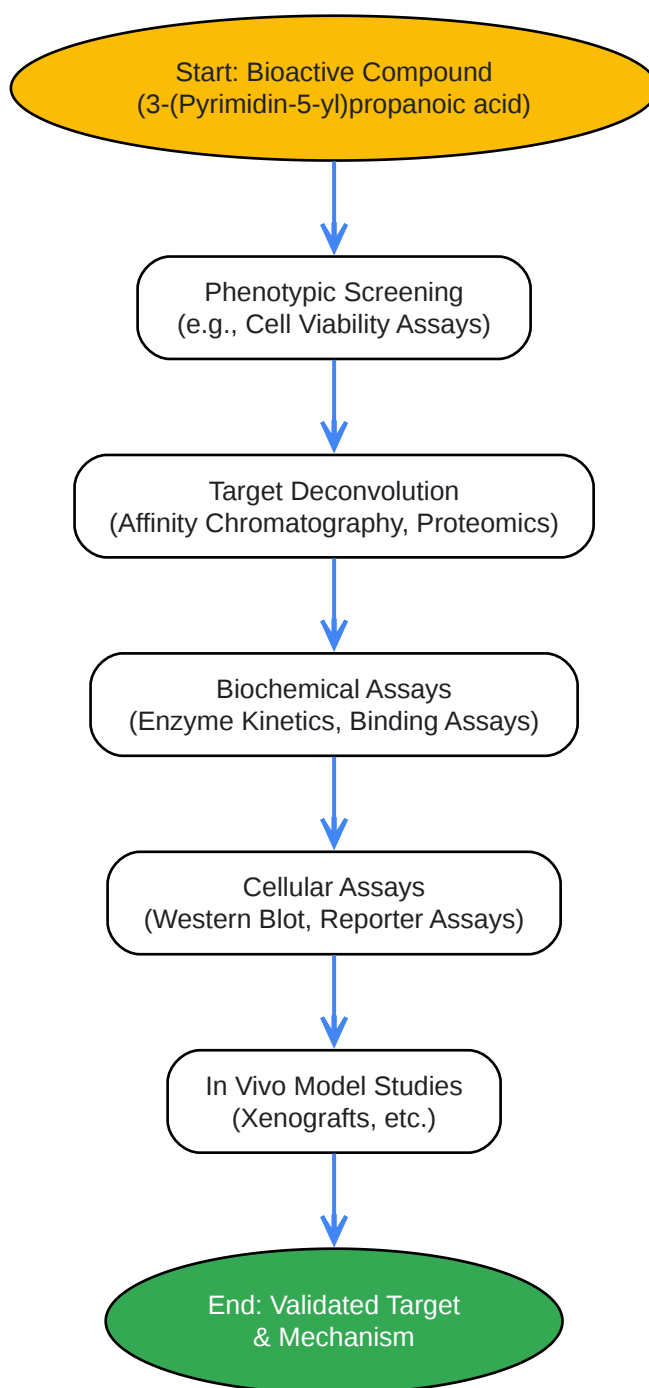 Start: Bioactive Compound
(3-(Pyrimidin-5-yl)propanoic acid)
Phenotypic Screening
(e.g., Cell Viability Assays)
Target Deconvolution
(Affinity Chromatography, Proteomics)
Biochemical Assays
(Enzyme Kinetics, Binding Assays)
Cellular Assays
(Western Blot, Reporter Assays)
In Vivo Model Studies
(Xenografts, etc.)
End: Validated Target
& Mechanism